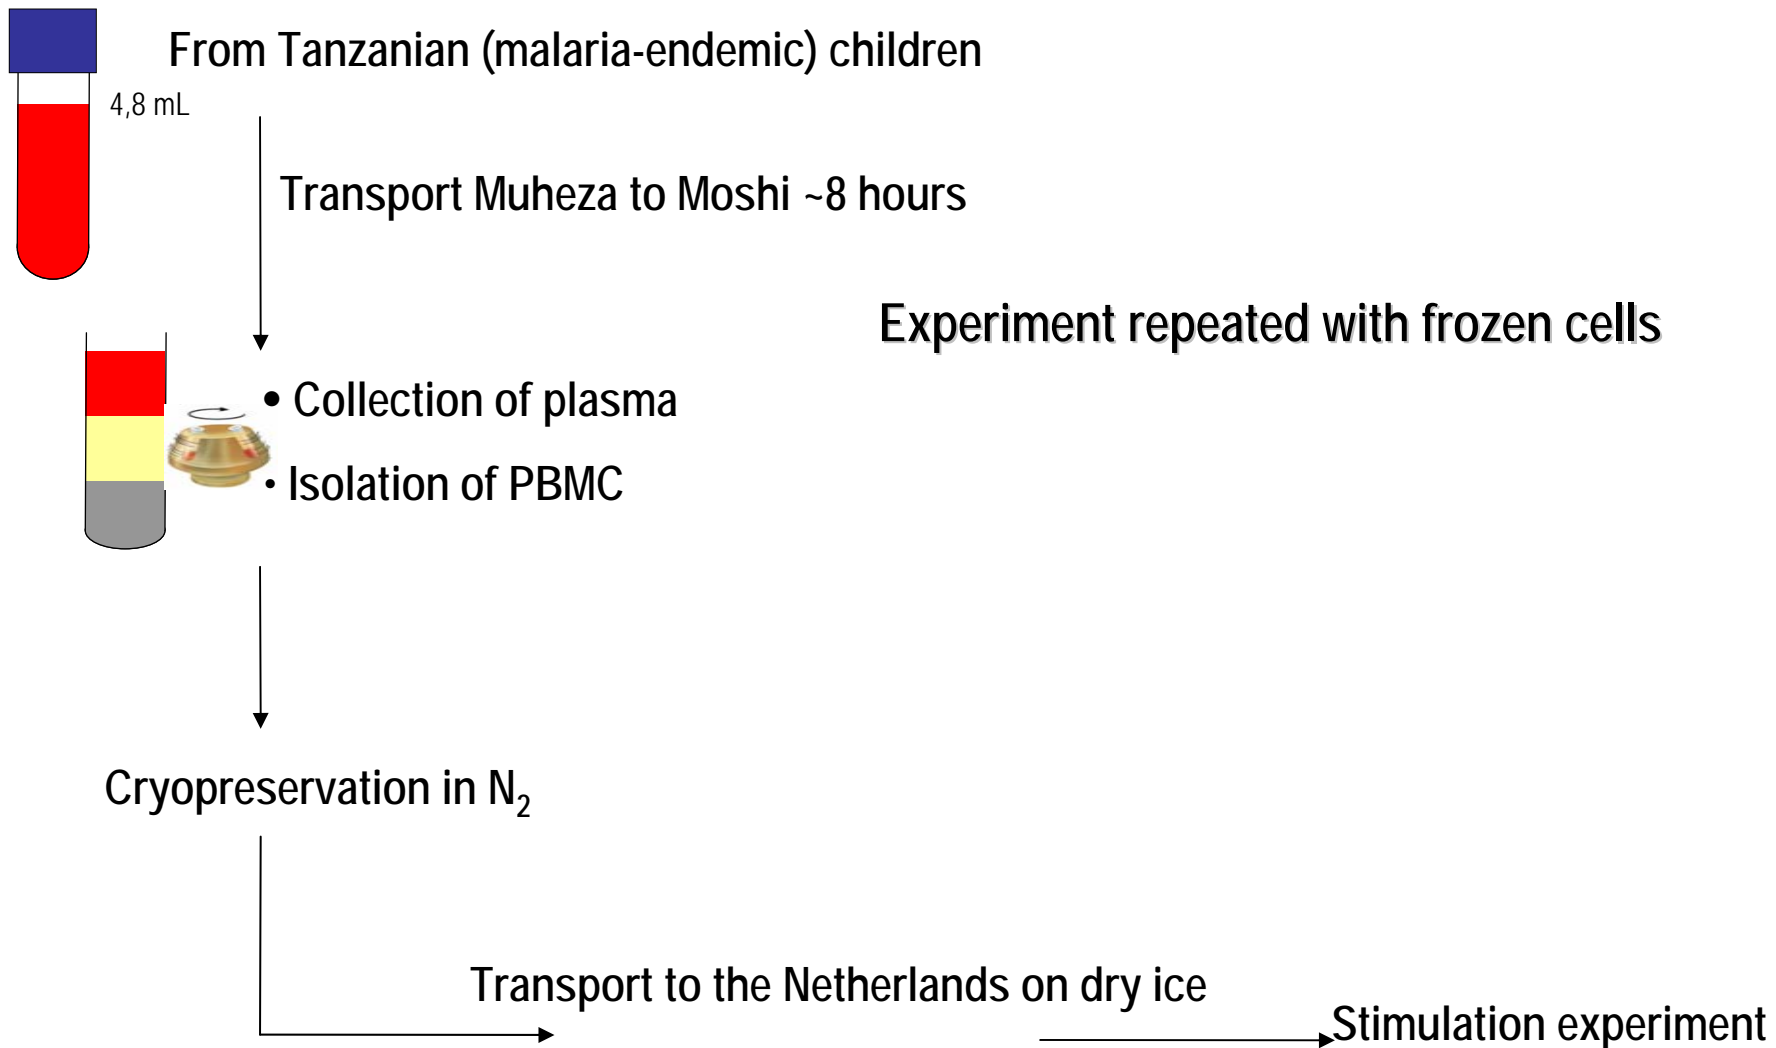 From Tanzanian (malaria-endemic) children
4,8 mL
Transport Muheza to Moshi ~8 hours
Experiment repeated with frozen cells
• Collection of plasma
• Isolation of PBMC
Cryopreservation in N₂
Transport to the Netherlands on dry ice
Stimulation experiment